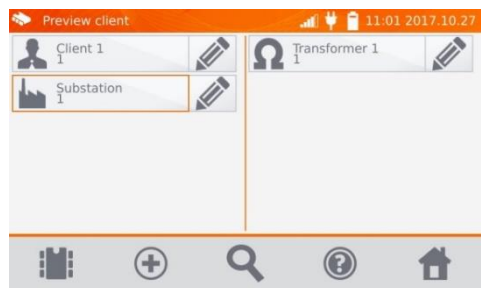 Preview client
11:01 2017.10.27
Client 1
1
Transformer 1
1
Substation
1